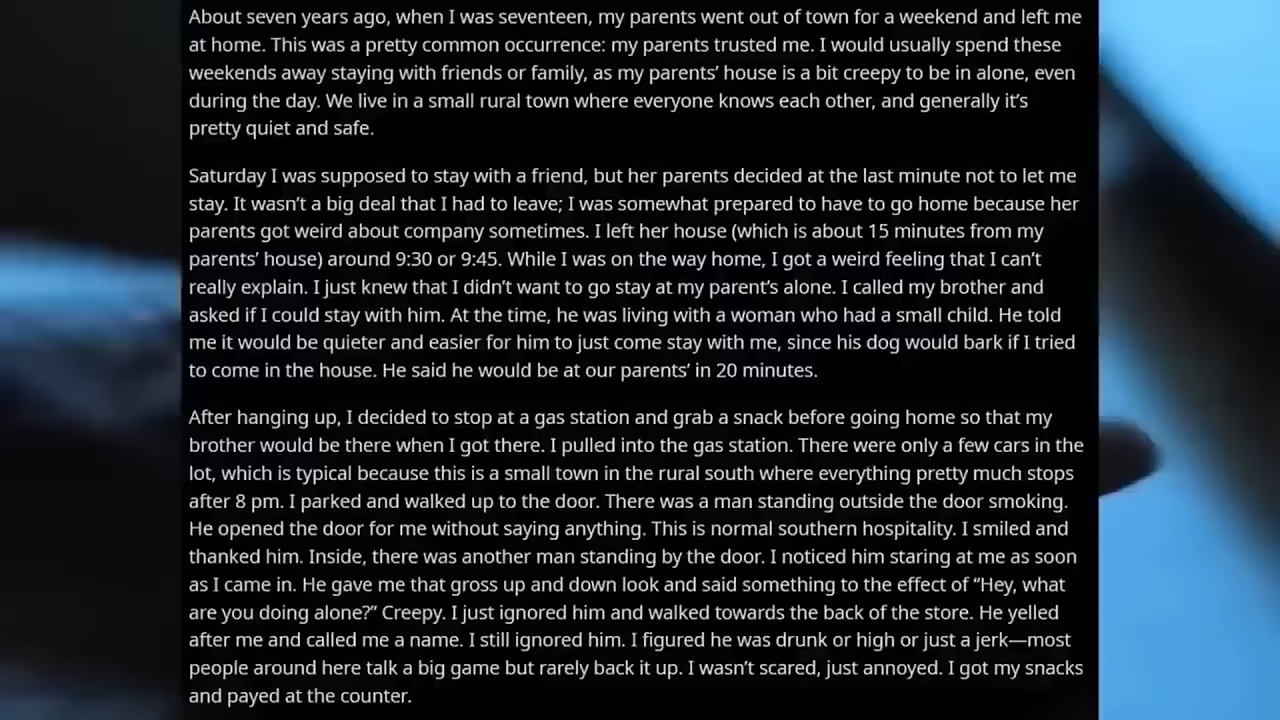 About seven years ago, when I was seventeen, my parents went out of town for a weekend and left me
at home. This was a pretty common occurrence: my parents trusted me. I would usually spend these
weekends away staying with friends or family, as my parents’ house is a bit creepy to be in alone, even
during the day. We live in a small rural town where everyone knows each other, and generally it’s
pretty quiet and safe.
Saturday I was supposed to stay with a friend, but her parents decided at the last minute not to let me
stay. It wasn’t a big deal that I had to leave; I was somewhat prepared to have to go home because her
parents got weird about company sometimes. I left her house (which is about 15 minutes from my
parents’ house) around 9:30 or 9:45. While I was on the way home, I got a weird feeling that I can’t
really explain. I just knew that I didn’t want to go stay at my parent’s alone. I called my brother and
asked if I could stay with him. At the time, he was living with a woman who had a small child. He told
me it would be quieter and easier for him to just come stay with me, since his dog would bark if I tried
to come in the house. He said he would be at our parents’ in 20 minutes.
After hanging up, I decided to stop at a gas station and grab a snack before going home so that my
brother would be there when I got there. I pulled into the gas station. There were only a few cars in the
lot, which is typical because this is a small town in the rural south where everything pretty much stops
after 8 pm. I parked and walked up to the door. There was a man standing outside the door smoking.
He opened the door for me without saying anything. This is normal southern hospitality. I smiled and
thanked him. Inside, there was another man standing by the door. I noticed him staring at me as soon
as I came in. He gave me that gross up and down look and said something to the effect of “Hey, what
are you doing alone?” Creepy. I just ignored him and walked towards the back of the store. He yelled
after me and called me a name. I still ignored him. I figured he was drunk or high or just a jerk—most
people around here talk a big game but rarely back it up. I wasn’t scared, just annoyed. I got my snacks
and payed at the counter.